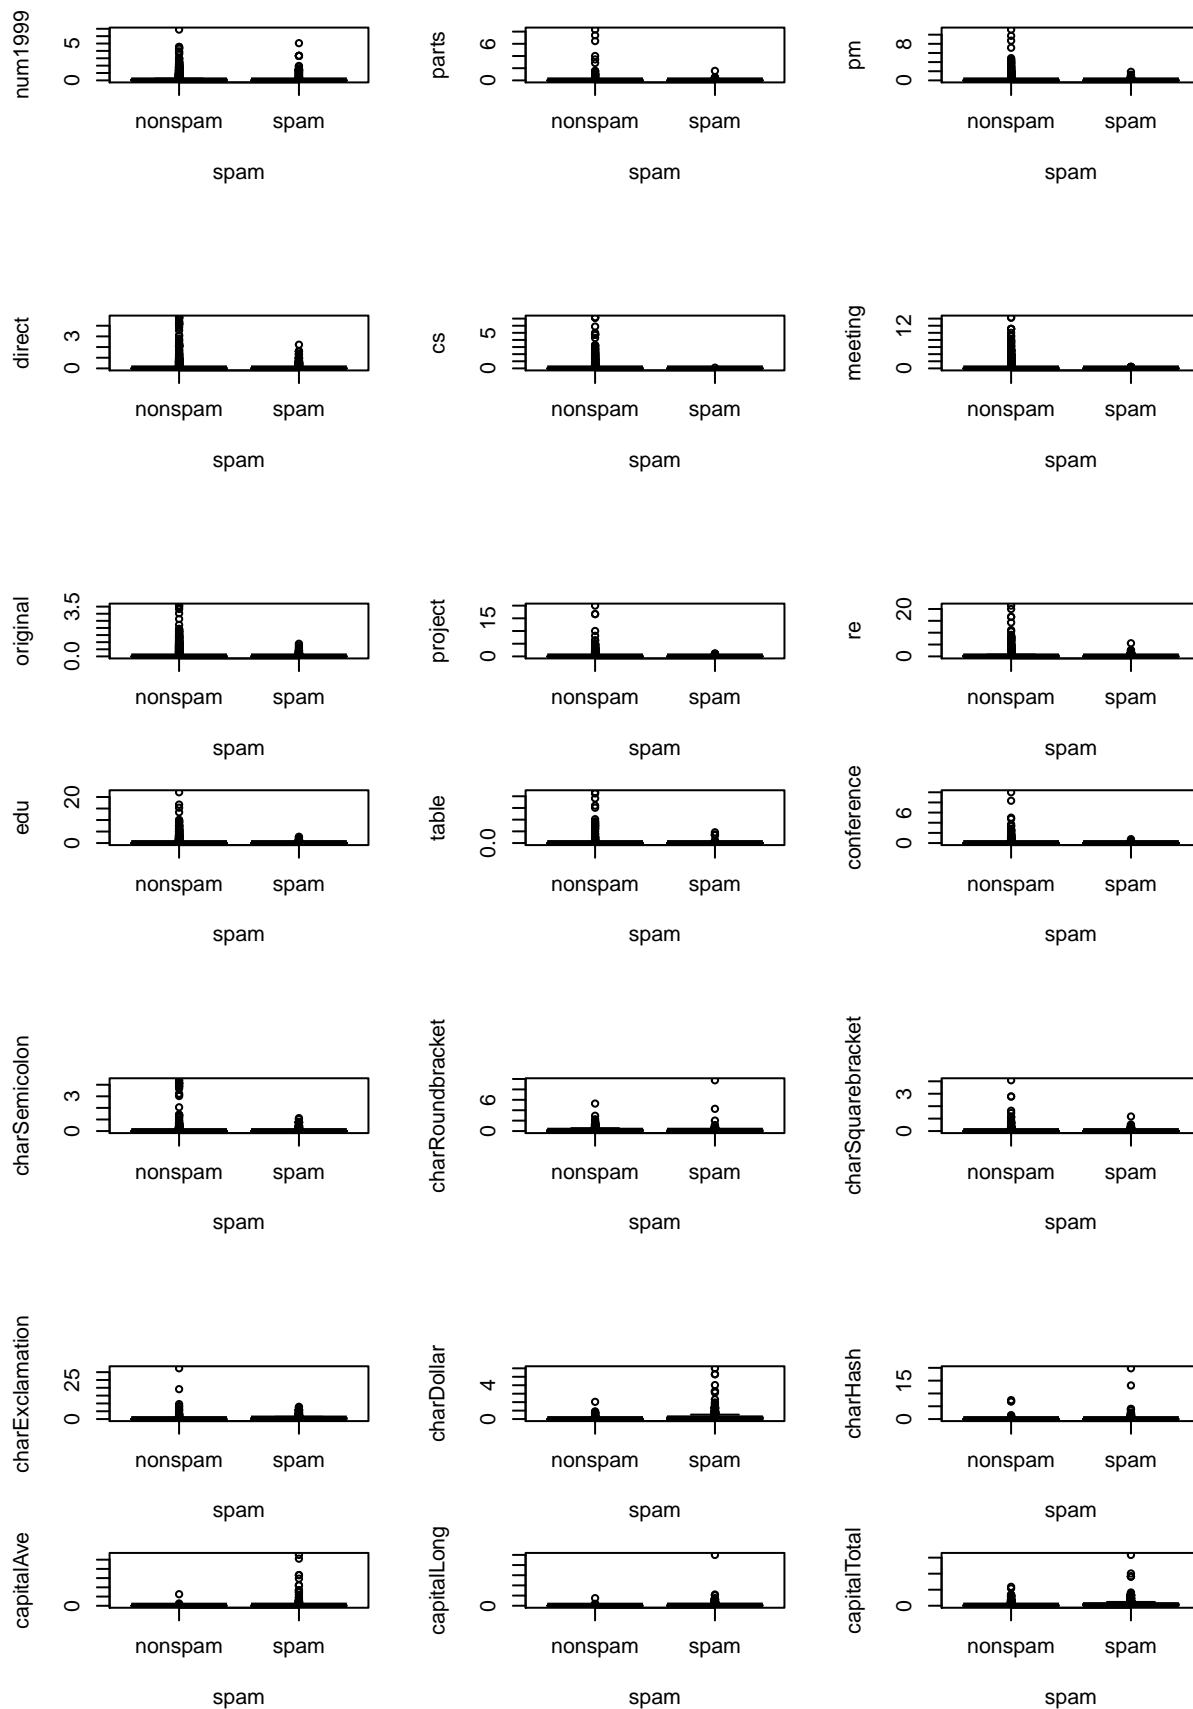 num1999
5
0
nonspam
spam
spam
parts
6
0
nonspam
spam
spam
pm
8
0
nonspam
spam
spam
direct
3
0
nonspam
spam
spam
cs
5
0
nonspam
spam
spam
meeting
12
0
nonspam
spam
spam
original
3.5
0.0
nonspam
spam
spam
project
15
0
nonspam
spam
spam
re
20
0
nonspam
spam
spam
edu
20
0
nonspam
spam
spam
table
0.0
nonspam
spam
spam
conference
6
0
nonspam
spam
spam
charSemicolon
3
0
nonspam
spam
spam
charRoundbracket
6
0
nonspam
spam
spam
charSquarebracket
3
0
nonspam
spam
spam
charExclamation
25
0
nonspam
spam
spam
charDollar
4
0
nonspam
spam
spam
charHash
15
0
nonspam
spam
spam
capitalAve
0
nonspam
spam
spam
capitalLong
0
nonspam
spam
spam
capitalTotal
0
nonspam
spam
spam